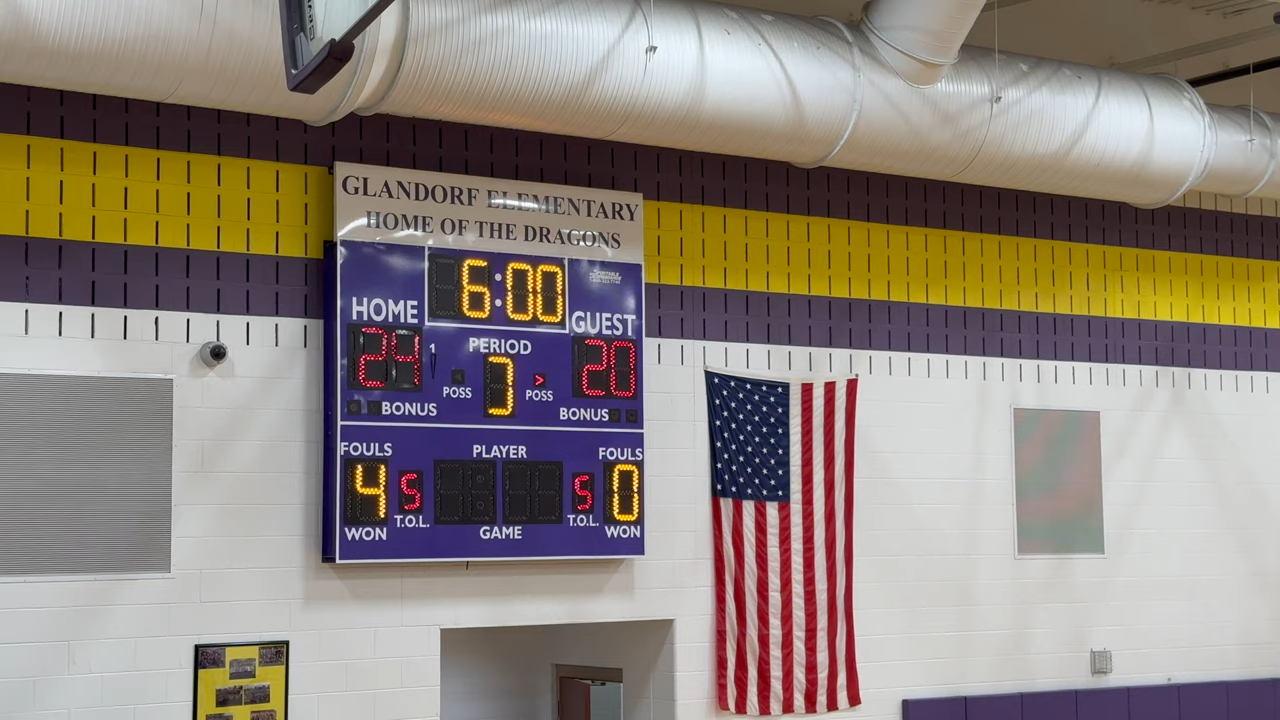 GLANDORF ELEMENTARY
HOME OF THE DRAGONS
6:00
HOME
GUEST
24
1
PERIOD
20
POSS
3
>
POSS
BONUS
BONUS
FOULS
PLAYER
FOULS
4
5
5
0
T.O.L.
T.O.L.
WON
GAME
WON